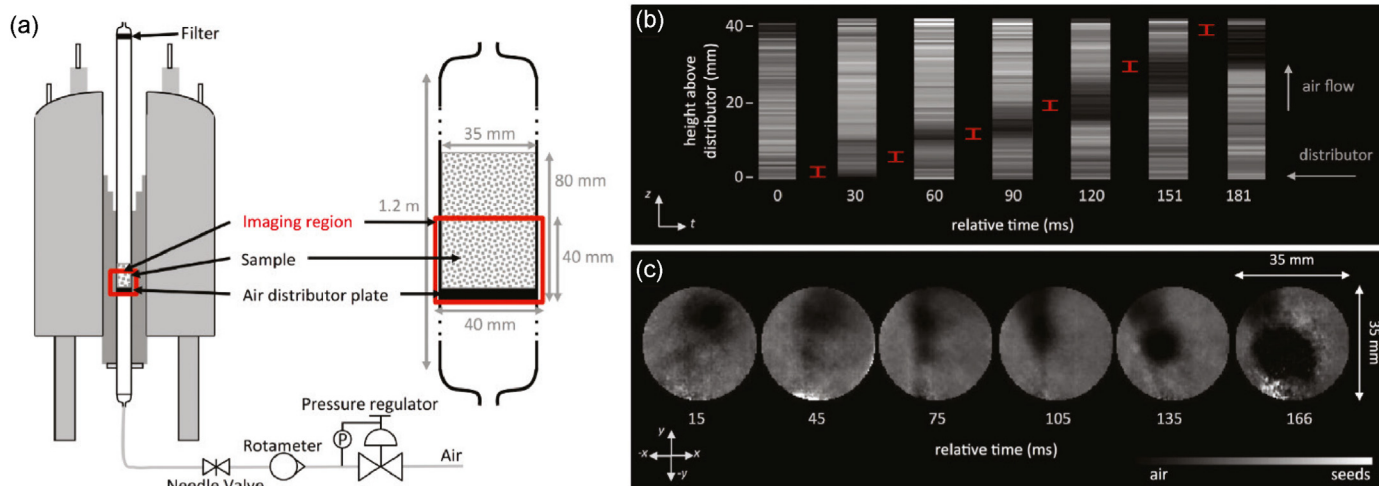 (a)
Filter
35 mm
80 mm
1.2 m
Imaging region
Sample
40 mm
Air distributor plate
40 mm
Pressure regulator
P
Rotameter
Air
Needle Valve
(b)
height above
distributor (mm)
40
20
0
air flow
distributor
0 30 60 90 120 151 181
z
t
relative time (ms)
(c)
35 mm
35 mm
15 45 75 105 135 166
y
-x x
-y
relative time (ms)
air seeds